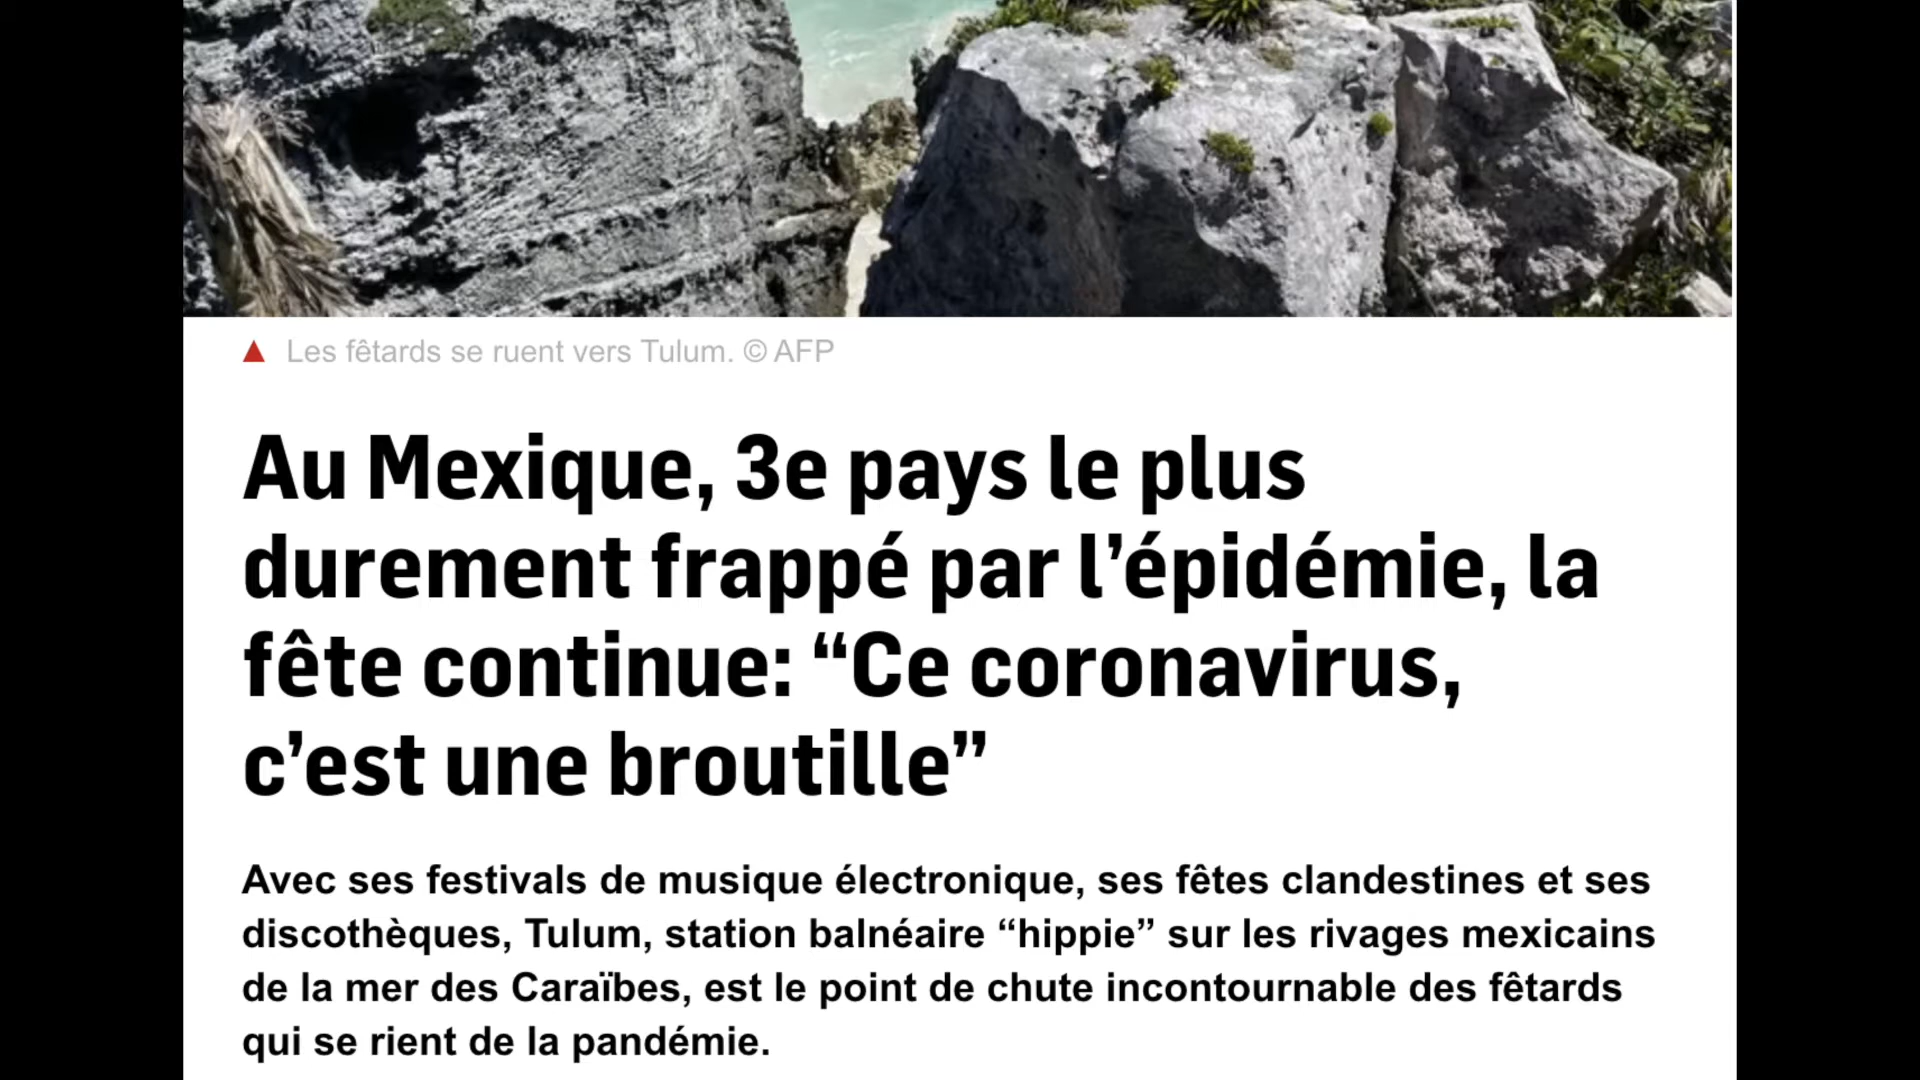 Les fêtards se ruent vers Tulum. © AFP
Au Mexique, 3e pays le plus
durement frappé par l’épidémie, la
fête continue: “Ce coronavirus,
c’est une broutille”
Avec ses festivals de musique électronique, ses fêtes clandestines et ses
discothèques, Tulum, station balnéaire “hippie” sur les rivages mexicains
de la mer des Caraïbes, est le point de chute incontournable des fêtards
qui se rient de la pandémie.